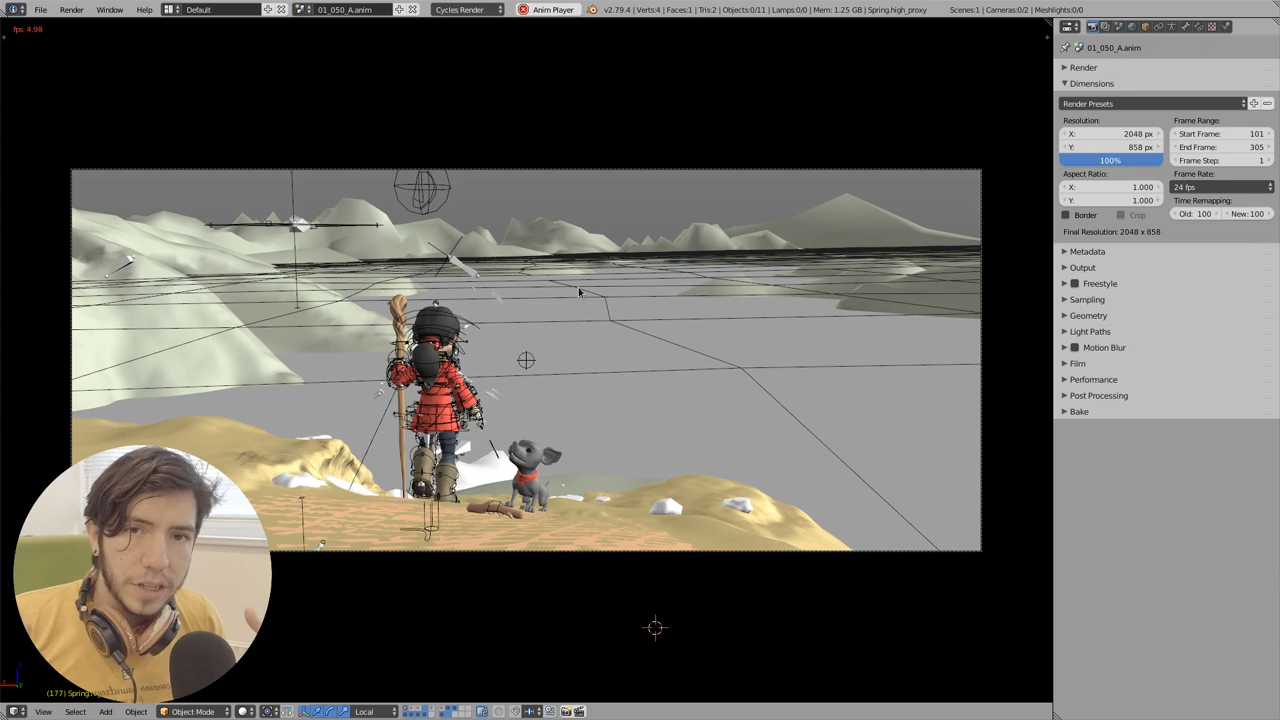 File Render Window Help Default 01_050_A.anim Cycles Render Anim Player v2.79.4 | Verts:4 | Faces:1 | Tris:2 | Objects:0/11 | Lamps:0/0 | Mem: 1.25 GB | Spring.high_proxy Scenes:1 | Cameras:0/2 | Meshlights:0/0
fps: 4.98
01_050_A.anim
Render
Dimensions
Render Presets
Resolution: Frame Range:
X: 2048 px Start Frame: 101
Y: 858 px End Frame: 305
100% Frame Step: 1
Aspect Ratio: Frame Rate:
X: 1.000 24 fps
Y: 1.000 Time Remapping:
Border Crop Old: 100 New: 100
Final Resolution: 2048 x 858
Metadata
Output
Freestyle
Sampling
Geometry
Light Paths
Motion Blur
Film
Performance
Post Processing
Bake
(177) Spring
View Select Add Object Object Mode Local